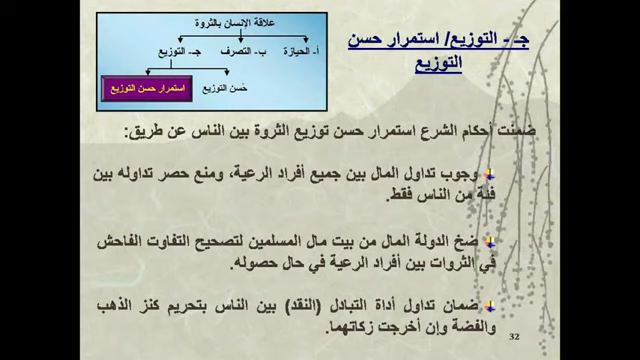 علاقة الإنسان بالثروة
أ- الحيازة
ب- التصرف
جـ- التوزيع
حُسن التوزيع
استمرار حسن التوزيع
جـ - التوزيع/ استمرار حسن
التوزيع
ضمنت أحكام الشرع استمرار حسن توزيع الثروة بين الناس عن طريق:
وجوب تداول المال بين جميع أفراد الرعية، ومنع حصر تداوله بين
فئة من الناس فقط.
ضخ الدولة المال من بيت مال المسلمين لتصحيح التفاوت الفاحش
في الثروات بين أفراد الرعية في حال حصوله.
ضمان تداول أداة التبادل (النقد) بين الناس بتحريم كنز الذهب
والفضة وإن أخرجت زكاتهما.
32